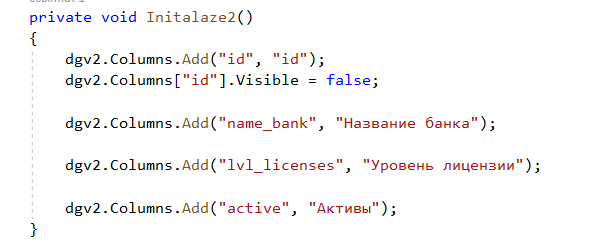 private void Initalaze2()
{
dgv2.Columns.Add("id", "id");
dgv2.Columns["id"].Visible = false;
dgv2.Columns.Add("name_bank", "Название банка");
dgv2.Columns.Add("lvl_licenses", "Уровень лицензии");
dgv2.Columns.Add("active", "Активы");
}